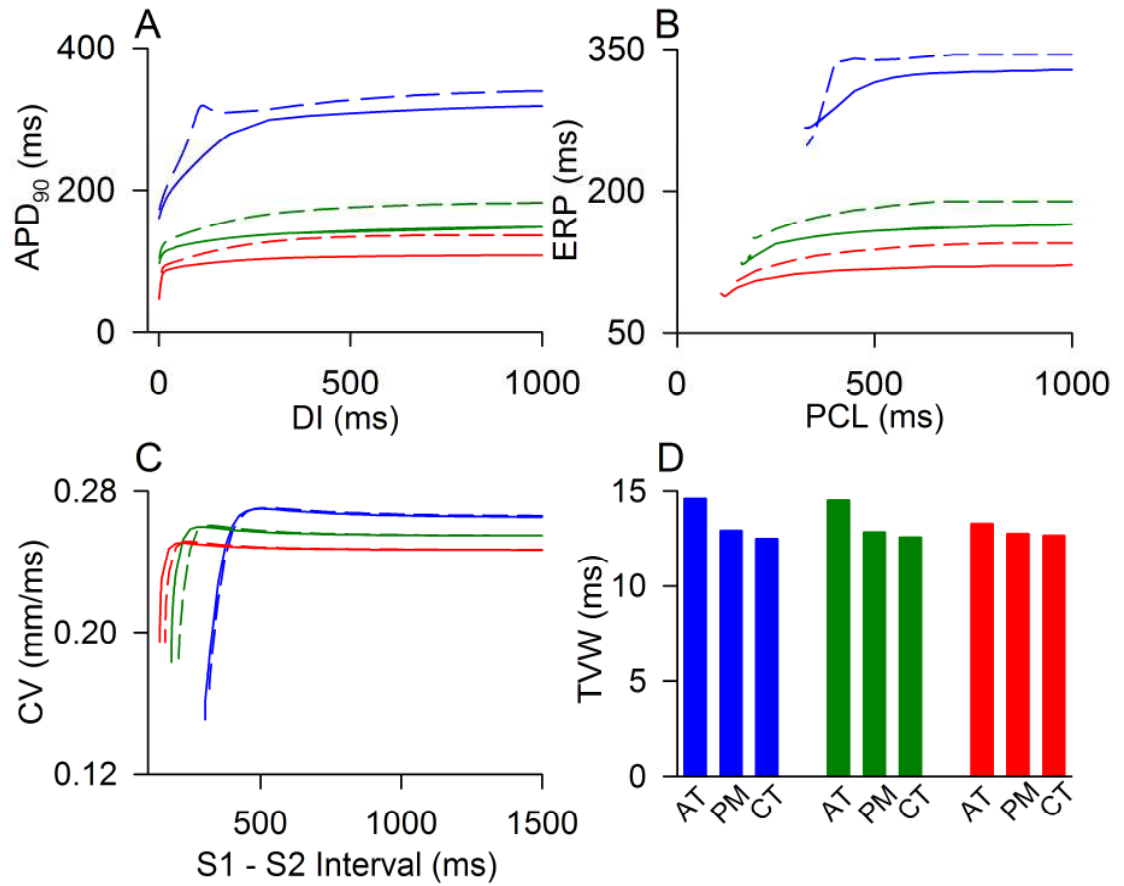 A
400
200
0
APD90 (ms)
0 500 1000
DI (ms)
B
350
200
50
ERP (ms)
0 500 1000
PCL (ms)
C
0.28
0.20
0.12
CV (mm/ms)
500 1000 1500
S1 - S2 Interval (ms)
D
15
10
5
0
TVW (ms)
AT PM CT AT PM CT AT PM CT